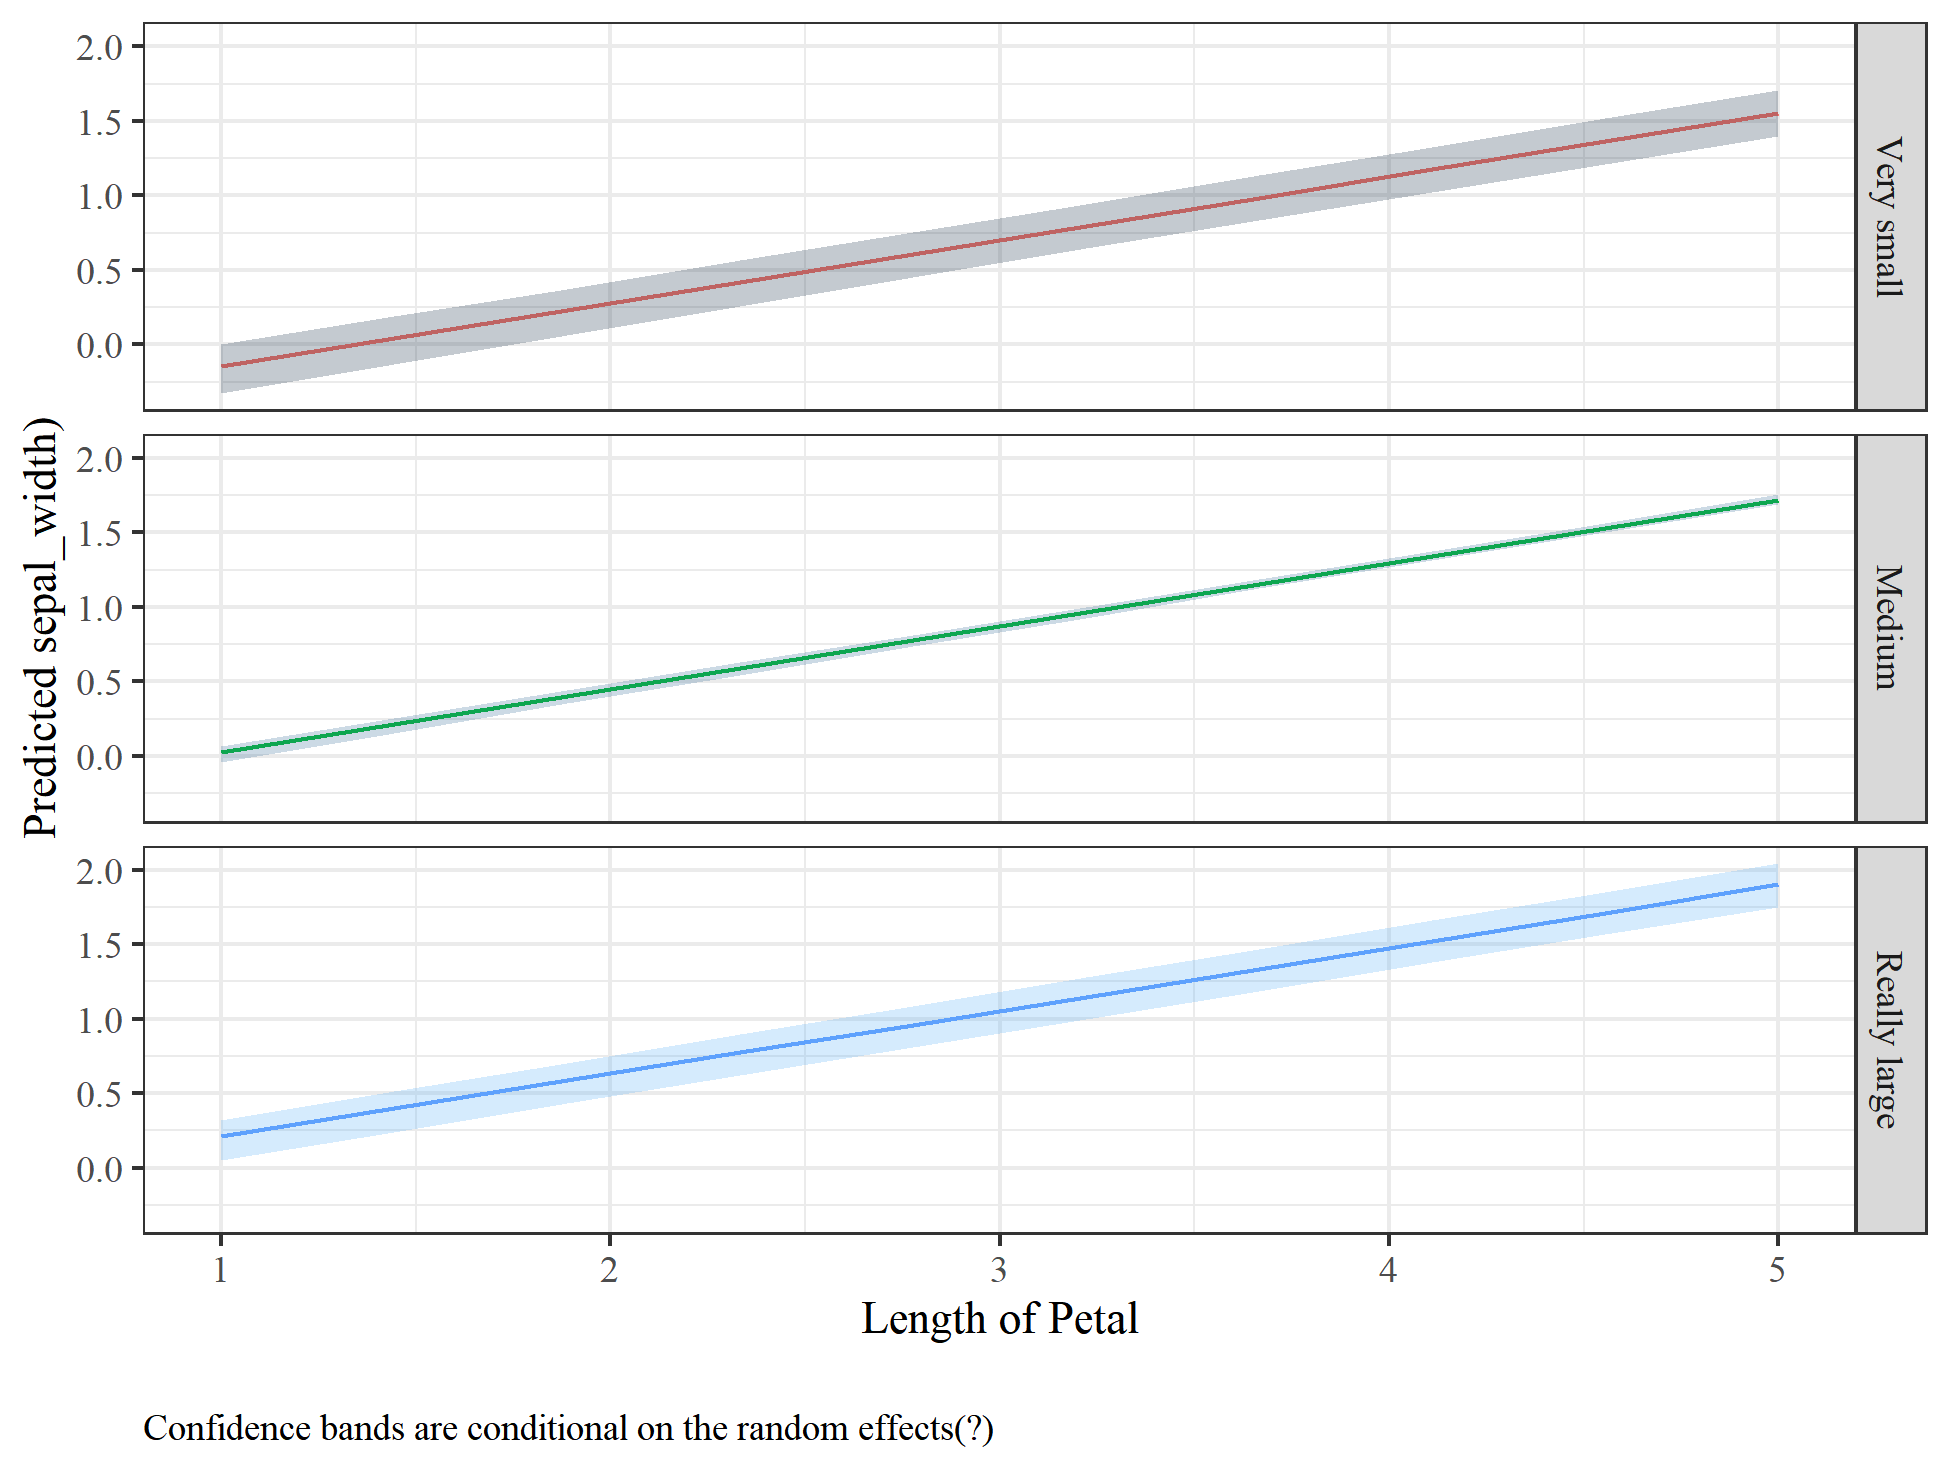 2.0
1.5
1.0
0.5
0.0
Very small
2.0
1.5
1.0
0.5
0.0
Medium
2.0
1.5
1.0
0.5
0.0
Really large
Predicted sepal_width)
1 2 3 4 5
Length of Petal
Confidence bands are conditional on the random effects(?)